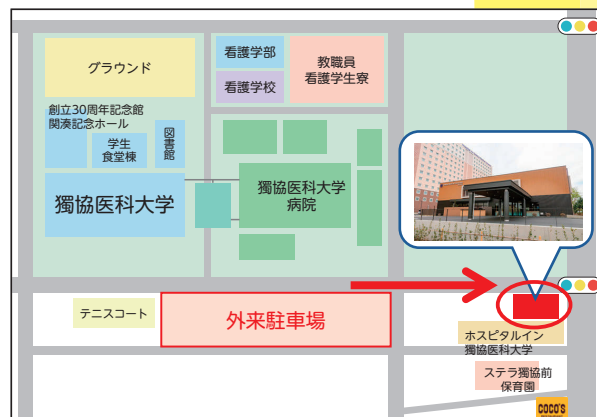 グラウンド
看護学部
看護学校
教職員
看護学生寮
創立30周年記念館
関湊記念ホール
学生
食堂棟
図書館
獨協医科大学
獨協医科大学
病院
テニスコート
外来駐車場
ホスピタルイン
獨協医科大学
ステラ獨協前
保育園
COCO'S